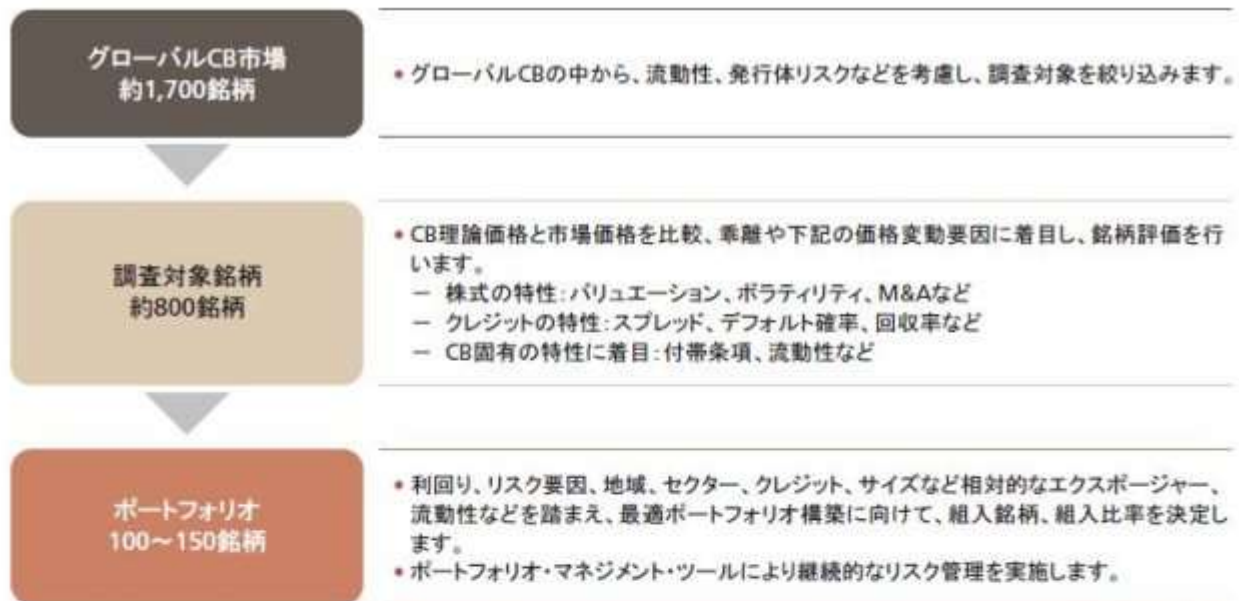 グローバルCB市場
約1,700銘柄
• グローバルCBの中から、流動性、発行体リスクなどを考慮し、調査対象を絞り込みます。
調査対象銘柄
約800銘柄
• CB理論価格と市場価格を比較、乖離や下記の価格変動要因に着目し、銘柄評価を行
います。
― 株式の特性：バリュエーション、ボラティリティ、M&Aなど
― クレジットの特性：スプレッド、デフォルト確率、回収率など
― CB固有の特性に着目：付帯条項、流動性など
ポートフォリオ
100～150銘柄
• 利回り、リスク要因、地域、セクター、クレジット、サイズなど相対的なエクスポージャー、
流動性などを踏まえ、最適ポートフォリオ構築に向けて、組入銘柄、組入比率を決定し
ます。
• ポートフォリオ・マネジメント・ツールにより継続的なリスク管理を実施します。